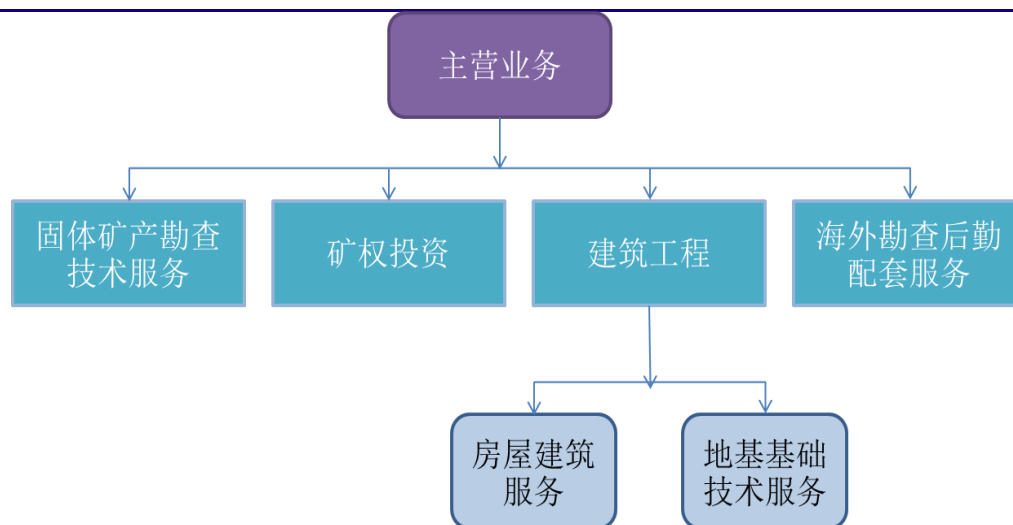 主营业务
固体矿产勘查
技术服务
矿权投资
建筑工程
海外勘查后勤
配套服务
房屋建筑
服务
地基基础
技术服务